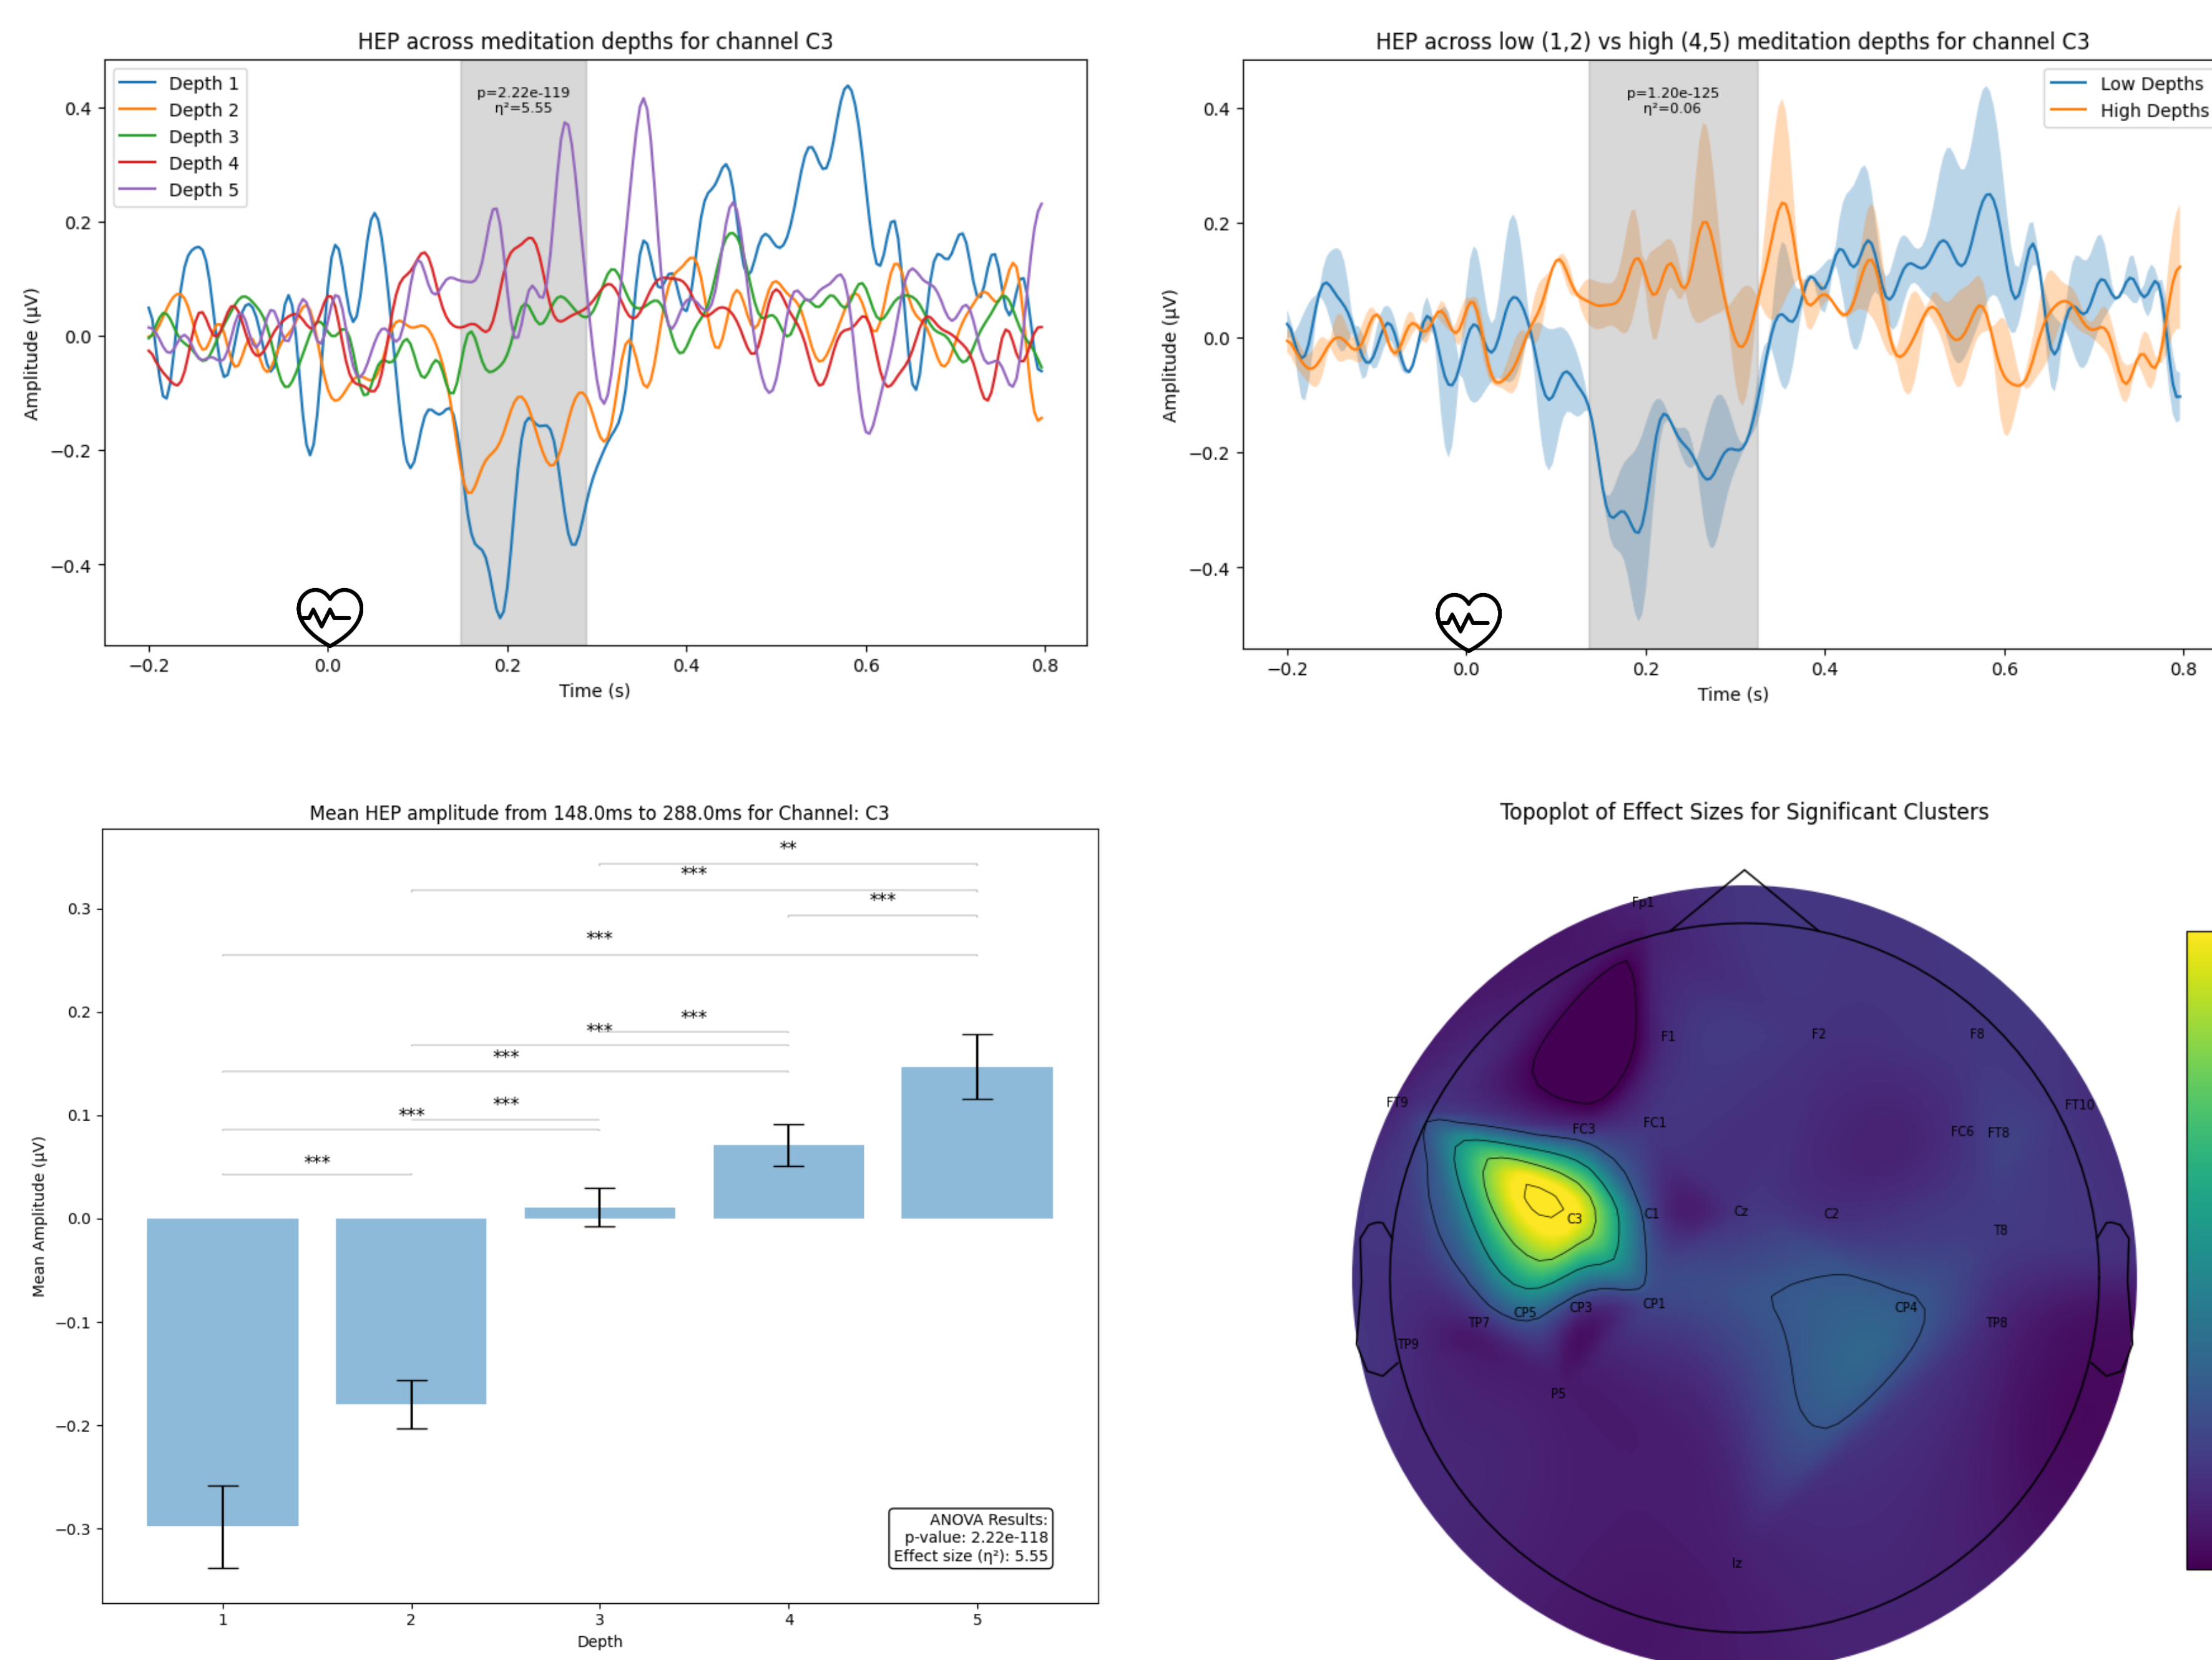 HEP across meditation depths for channel C3
Depth 1
Depth 2
Depth 3
Depth 4
Depth 5
p=2.22e-119
η²=5.55
0.4
0.2
0.0
−0.2
−0.4
Amplitude (µV)
−0.2
0.0
0.2
0.4
0.6
0.8
Time (s)
HEP across low (1,2) vs high (4,5) meditation depths for channel C3
Low Depths
High Depths
p=1.20e-125
η²=0.06
0.4
0.2
0.0
−0.2
−0.4
Amplitude (µV)
−0.2
0.0
0.2
0.4
0.6
0.8
Time (s)
Mean HEP amplitude from 148.0ms to 288.0ms for Channel: C3
**
***
***
***
***
***
***
***
***
***
0.3
0.2
0.1
0.0
−0.1
−0.2
−0.3
Mean Amplitude (µV)
ANOVA Results:
p-value: 2.22e-118
Effect size (η²): 5.55
1
2
3
4
5
Depth
Topoplot of Effect Sizes for Significant Clusters
Fp1
F1
F2
F8
FT9
FT10
FC3
FC1
FC6
FT8
C3
C1
Cz
C2
T8
CP5
CP3
CP1
CP4
TP7
TP8
TP9
P5
Iz